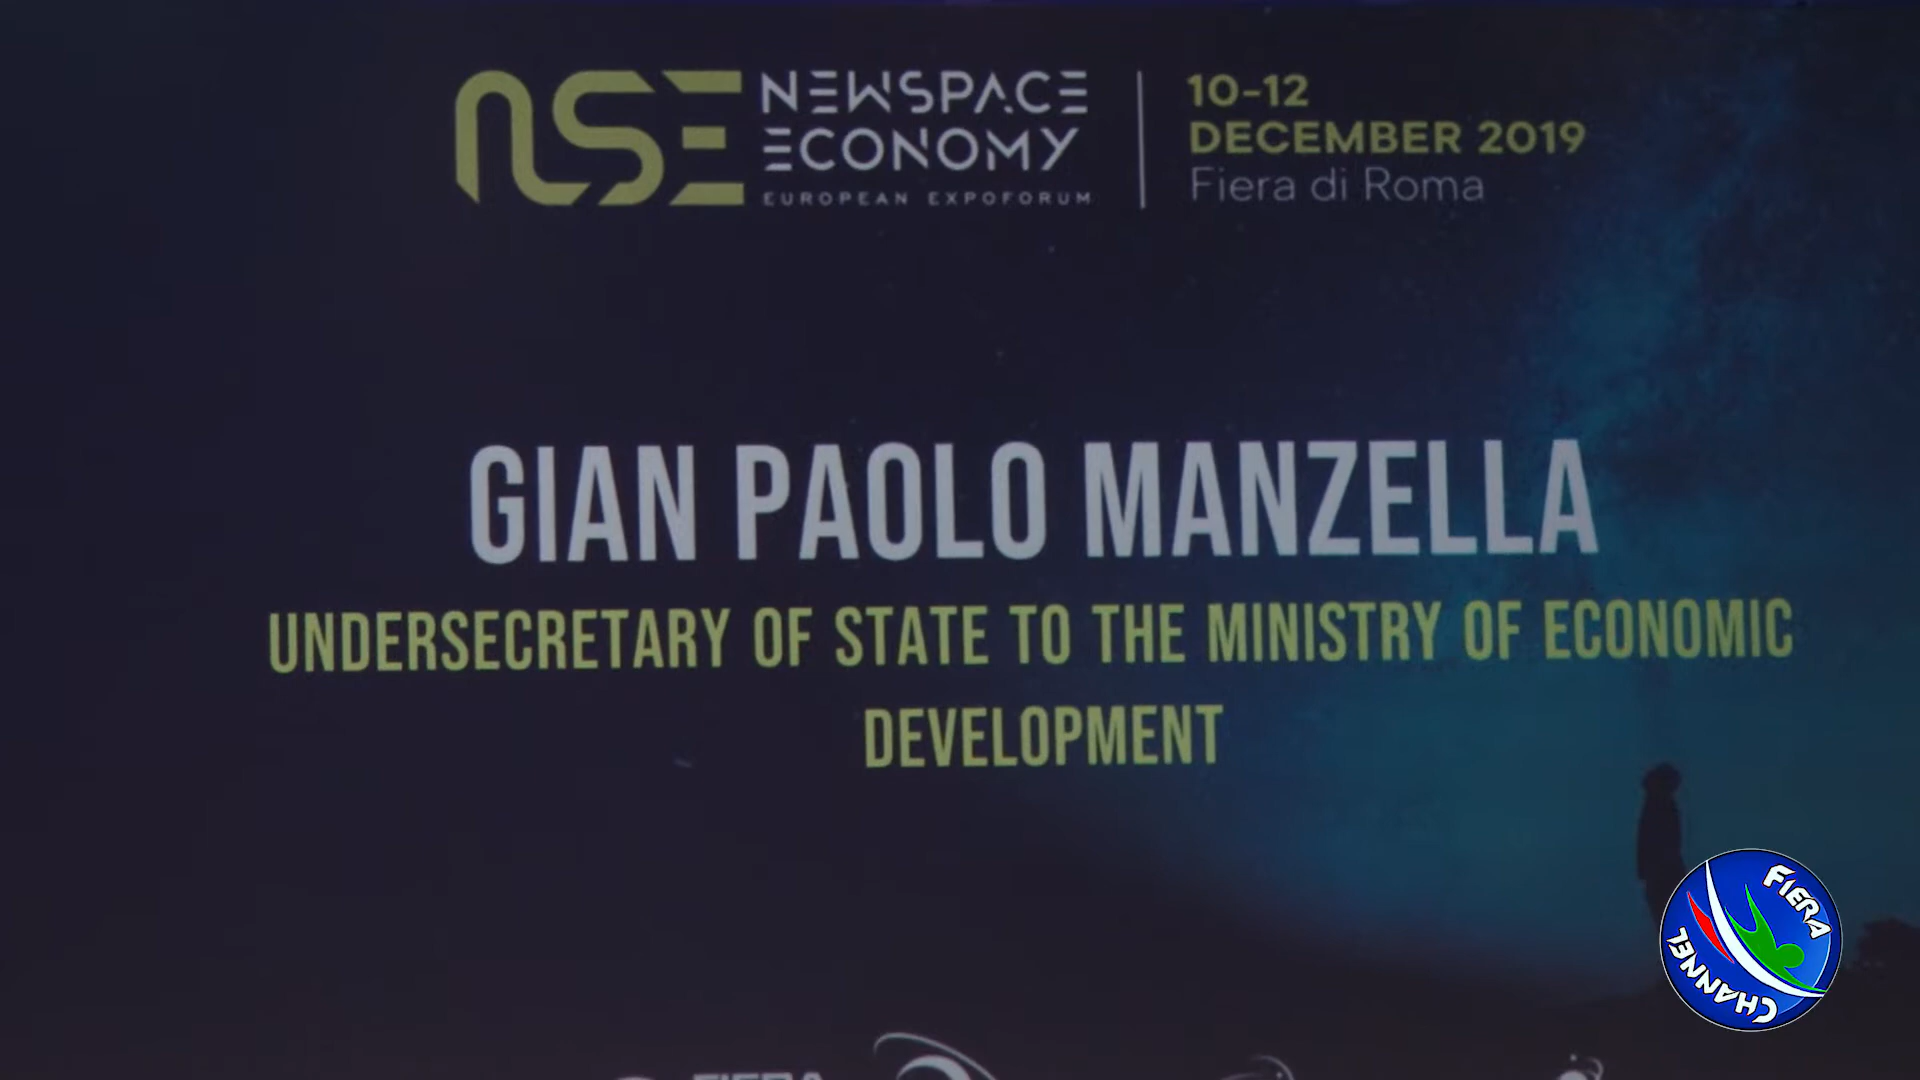 NSE
NEWSPACE
ECONOMY
EUROPEAN EXPOFORUM
10-12
DECEMBER 2019
Fiera di Roma
GIAN PAOLO MANZELLA
UNDERSECRETARY OF STATE TO THE MINISTRY OF ECONOMIC
DEVELOPMENT
FIERA
CHANNEL
FIERA